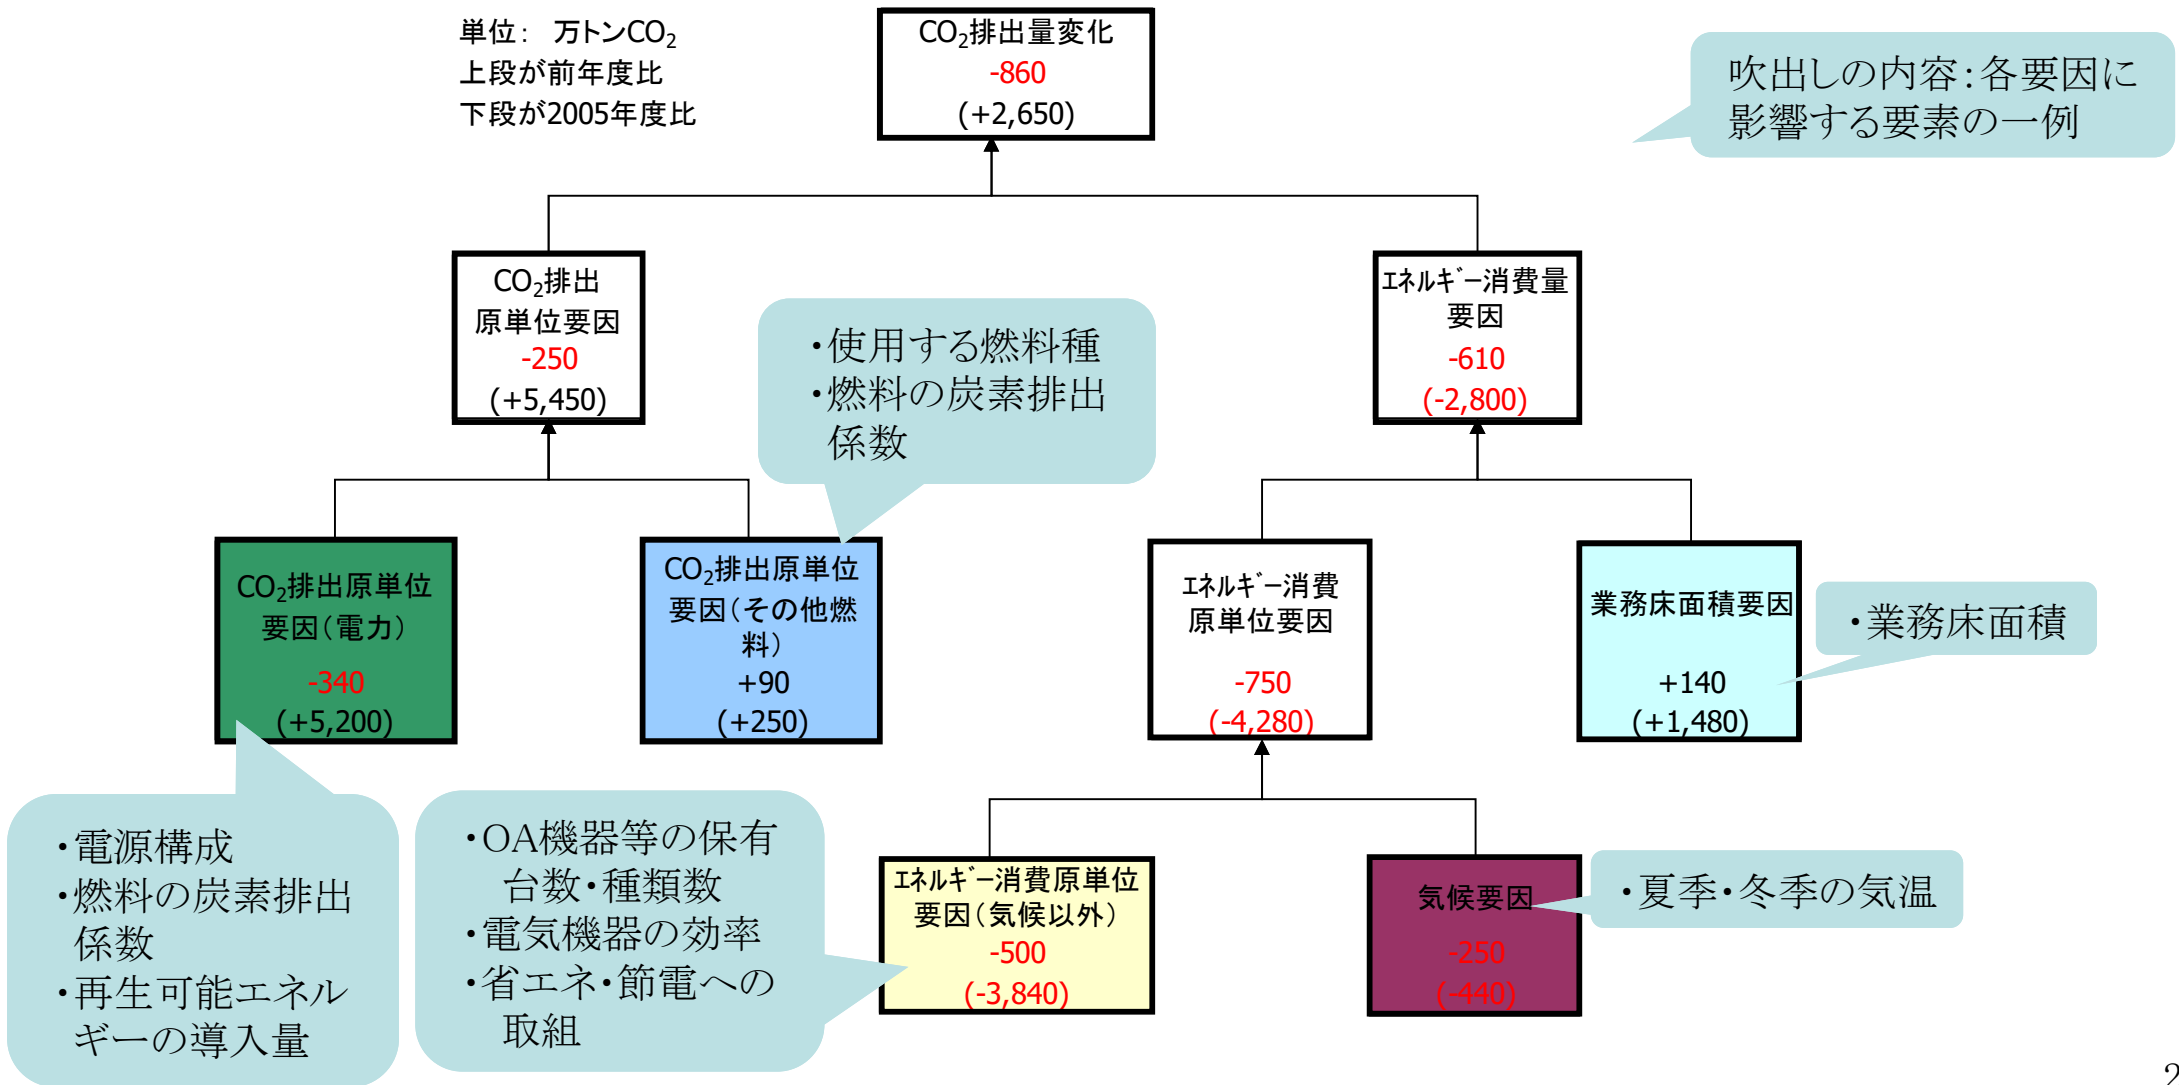 単位： 万トンCO₂
上段が前年度比
下段が2005年度比
CO₂排出量変化
-860
(+2,650)
吹出しの内容：各要因に
影響する要素の一例
CO₂排出
原単位要因
-250
(+5,450)
・使用する燃料種
・燃料の炭素排出
係数
ｴﾈﾙｷﾞｰ消費量
要因
-610
(-2,800)
CO₂排出原単位
要因（電力）
-340
(+5,200)
CO₂排出原単位
要因（その他燃
料）
+90
(+250)
ｴﾈﾙｷﾞｰ消費
原単位要因
-750
(-4,280)
業務床面積要因
+140
(+1,480)
・業務床面積
・電源構成
・燃料の炭素排出
係数
・再生可能エネル
ギーの導入量
・OA機器等の保有
台数・種類数
・電気機器の効率
・省エネ・節電への
取組
ｴﾈﾙｷﾞｰ消費原単位
要因（気候以外）
-500
(-3,840)
気候要因
-250
(-440)
・夏季・冬季の気温
2